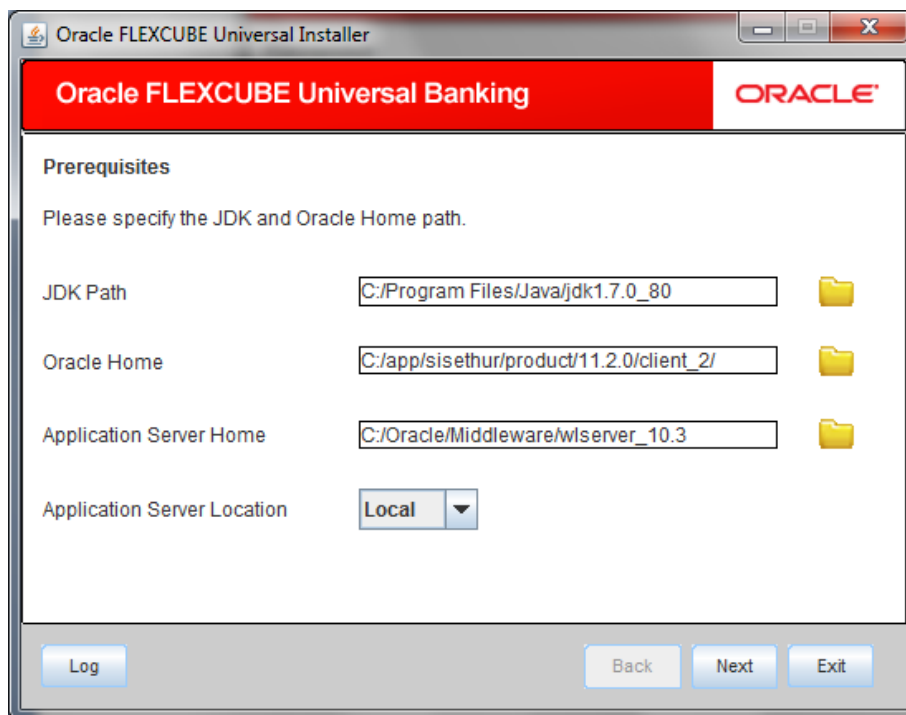 Oracle FLEXCUBE Universal Installer
Oracle FLEXCUBE Universal Banking
ORACLE®
Prerequisites
Please specify the JDK and Oracle Home path.
JDK Path C:/Program Files/Java/jdk1.7.0_80
Oracle Home C:/app/sisethur/product/11.2.0/client_2/
Application Server Home C:/Oracle/Middleware/wlserver_10.3
Application Server Location Local
Log Back Next Exit